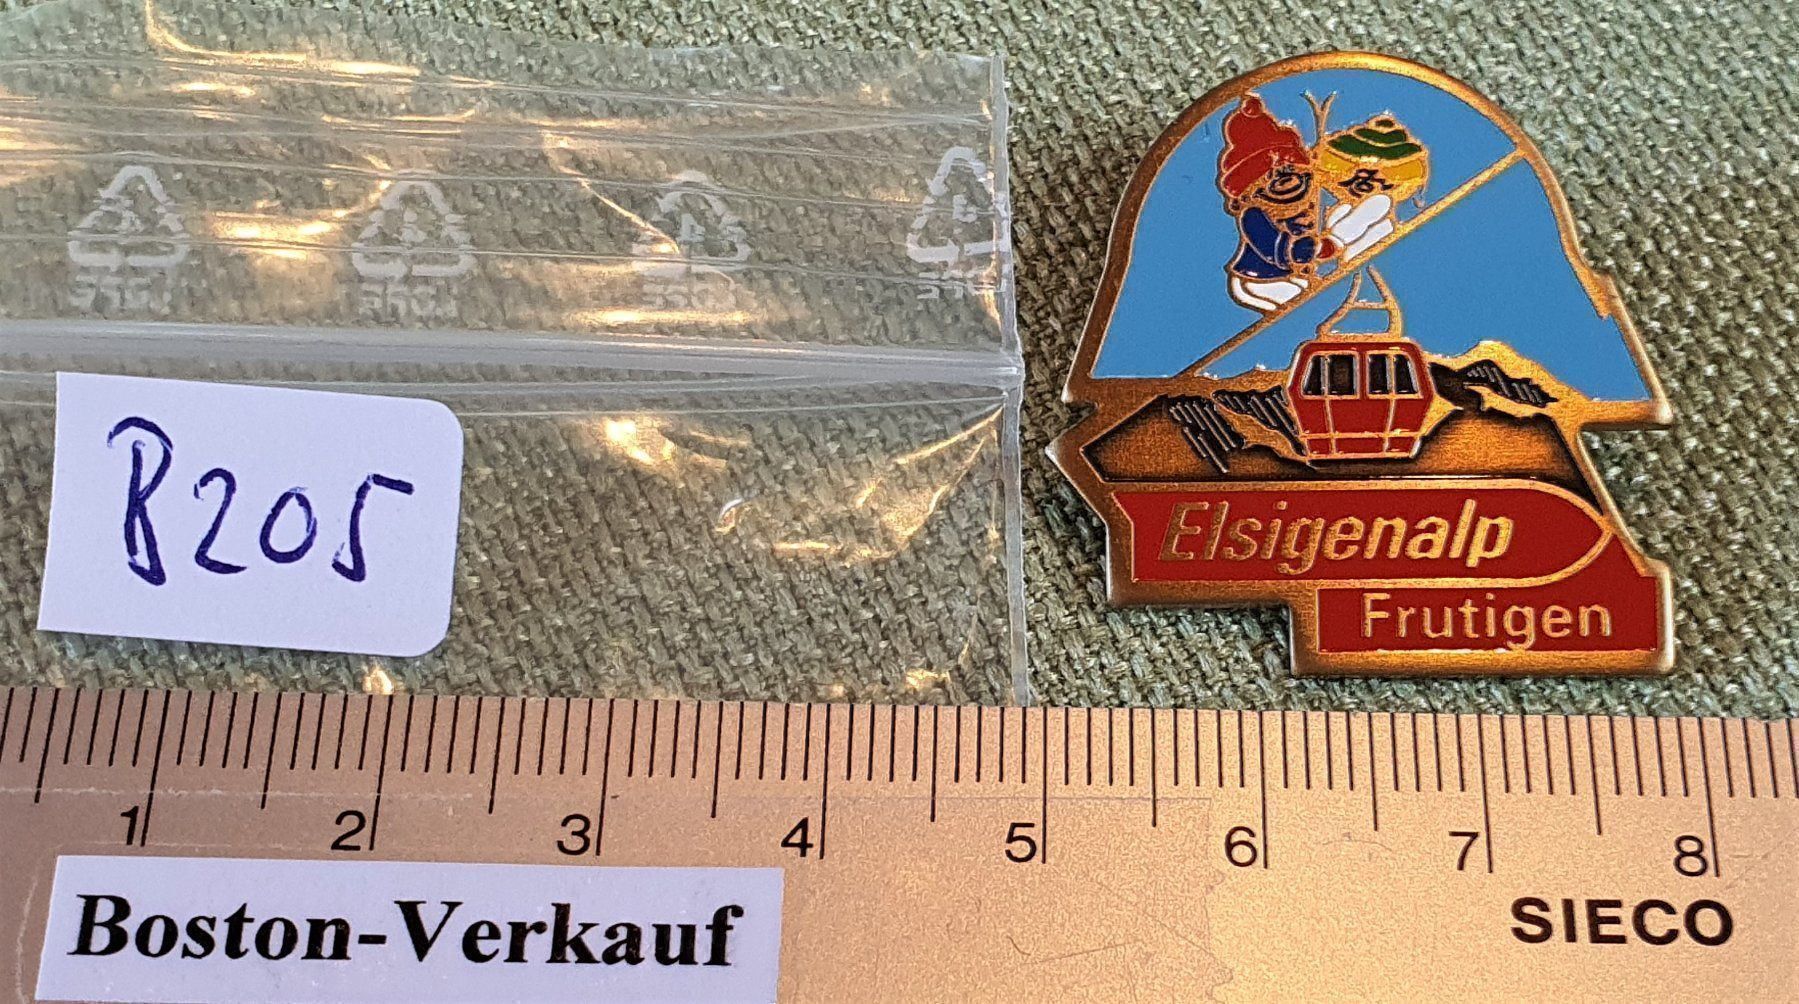 B205
Elsigenalp
Frutigen
1 2 3 4 5 6 7 8
SIECO
Boston-Verkauf